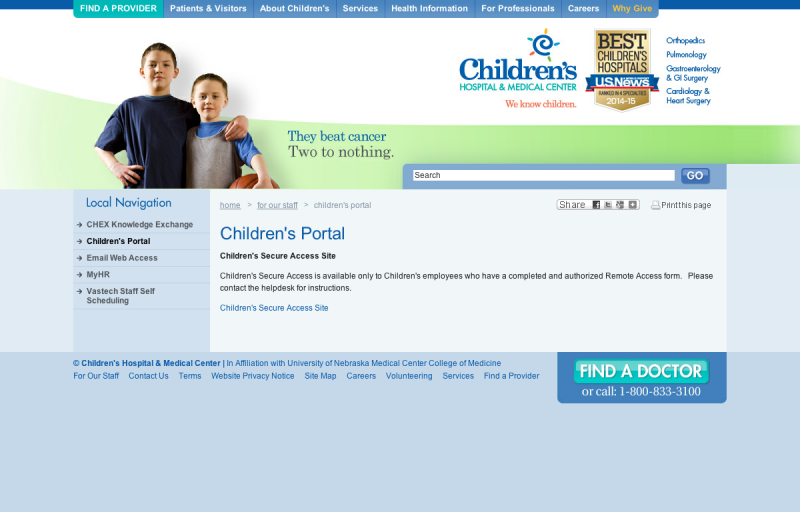 FIND A PROVIDER Patients & Visitors About Children's Services Health Information For Professionals Careers Why Give
Children's
HOSPITAL & MEDICAL CENTER
We know children.
BEST
CHILDREN'S
HOSPITALS
U.S.News
RANKED IN 4 SPECIALTIES
2014-15
Orthopedics
Pulmonology
Gastroenterology
& GI Surgery
Cardiology &
Heart Surgery
They beat cancer
Two to nothing.
Search GO
Local Navigation
CHEX Knowledge Exchange
Children's Portal
Email Web Access
MyHR
Vastech Staff Self
Scheduling
home > for our staff > children's portal
Share Print this page
Children's Portal
Children's Secure Access Site
Children's Secure Access is available only to Children's employees who have a completed and authorized Remote Access form. Please
contact the helpdesk for instructions.
Children's Secure Access Site
© Children's Hospital & Medical Center | In Affiliation with University of Nebraska Medical Center College of Medicine
For Our Staff Contact Us Terms Website Privacy Notice Site Map Careers Volunteering Services Find a Provider
FIND A DOCTOR
or call: 1-800-833-3100